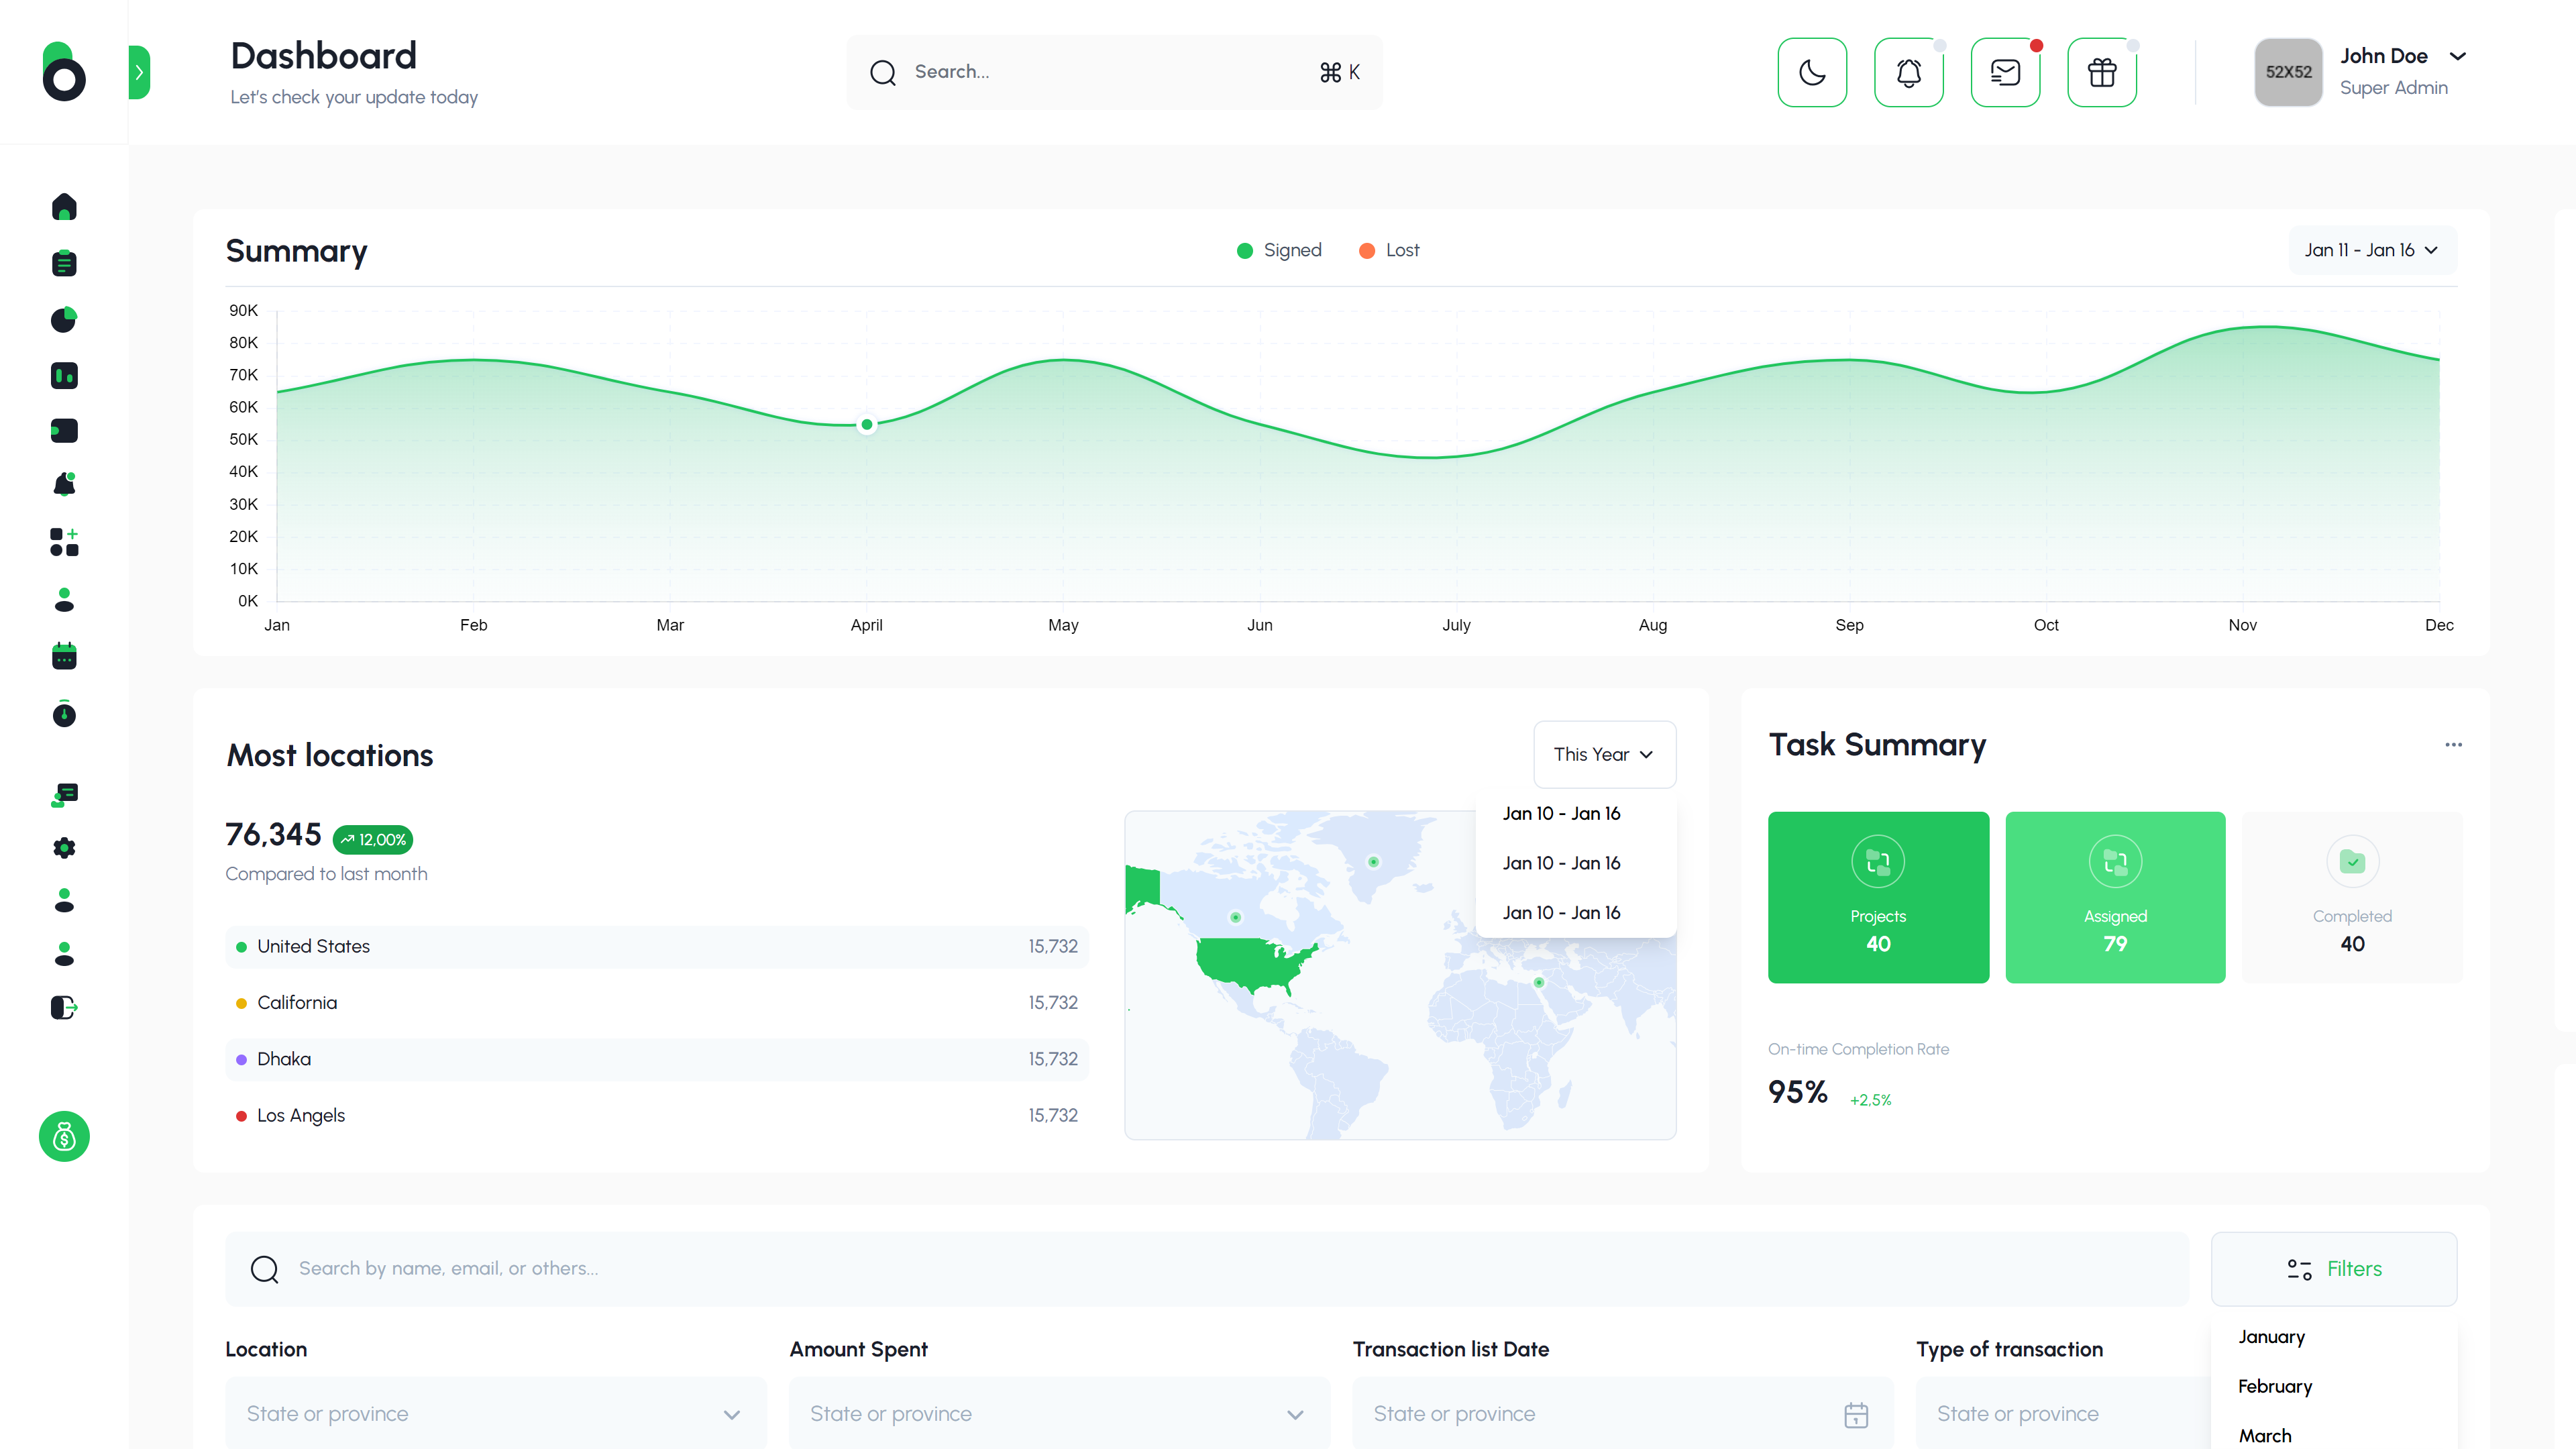 Dashboard
Let's check your update today
Search...
⌘ K
52X52
John Doe
Super Admin
Summary
Signed
Lost
Jan 11 - Jan 16
90K
80K
70K
60K
50K
40K
30K
20K
10K
0K
Jan Feb Mar April May Jun July Aug Sep Oct Nov Dec
Most locations
This Year
Jan 10 - Jan 16
Jan 10 - Jan 16
Jan 10 - Jan 16
76,345
12,00%
Compared to last month
United States 15,732
California 15,732
Dhaka 15,732
Los Angels 15,732
Task Summary
Projects
40
Assigned
79
Completed
40
On-time Completion Rate
95%
+2,5%
Search by name, email, or others...
Filters
January
February
March
Location
State or province
Amount Spent
State or province
Transaction list Date
State or province
Type of transaction
State or province